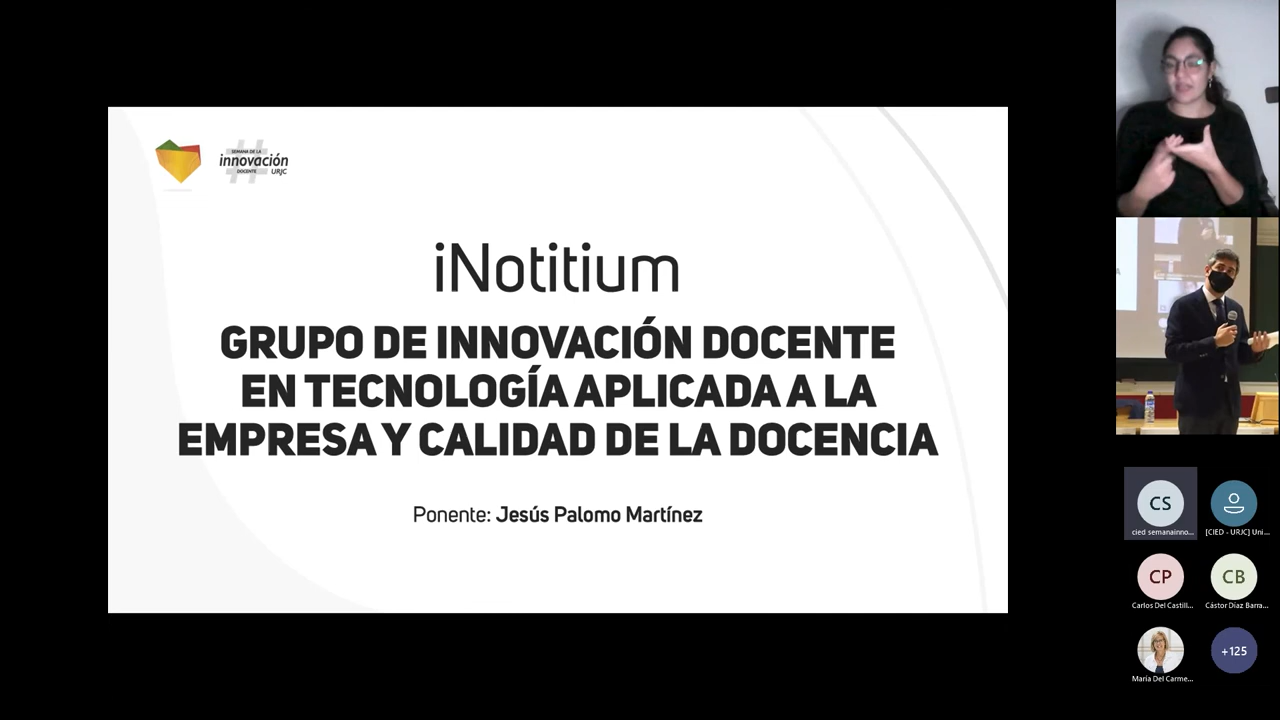 SEMANA DE LA
innovación
DOCENTE
URJC
iNotitium
GRUPO DE INNOVACIÓN DOCENTE
EN TECNOLOGÍA APLICADA A LA
EMPRESA Y CALIDAD DE LA DOCENCIA
Ponente: Jesús Palomo Martínez
CS
cied semanainno...
[CIED - URJC] Uni...
CP
Carlos Del Castill...
CB
Cástor Díaz Barra...
María Del Carme...
+125